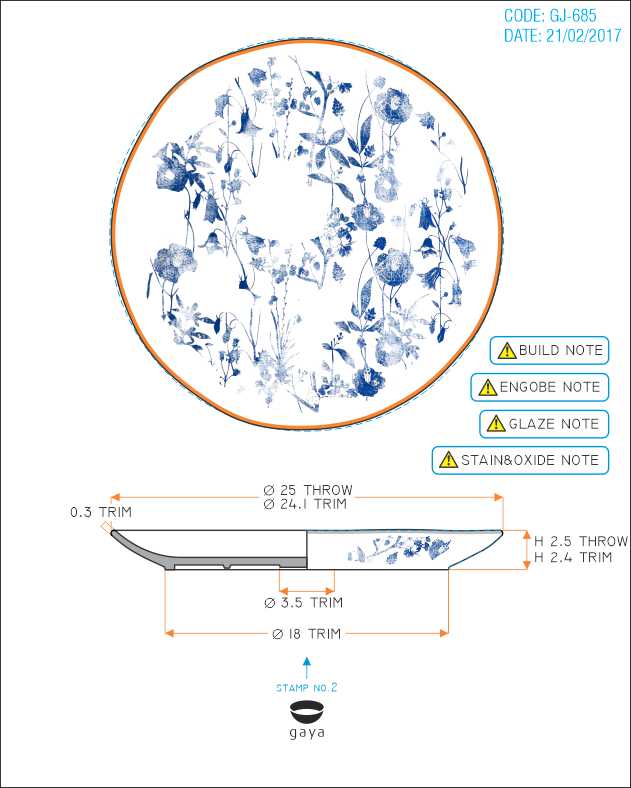 CODE: GJ-685
DATE: 21/02/2017
BUILD NOTE
ENGOBE NOTE
GLAZE NOTE
STAIN&OXIDE NOTE
Ø 25 THROW
Ø 24.1 TRIM
0.3 TRIM
H 2.5 THROW
H 2.4 TRIM
Ø 3.5 TRIM
Ø 18 TRIM
STAMP NO.2
gaya